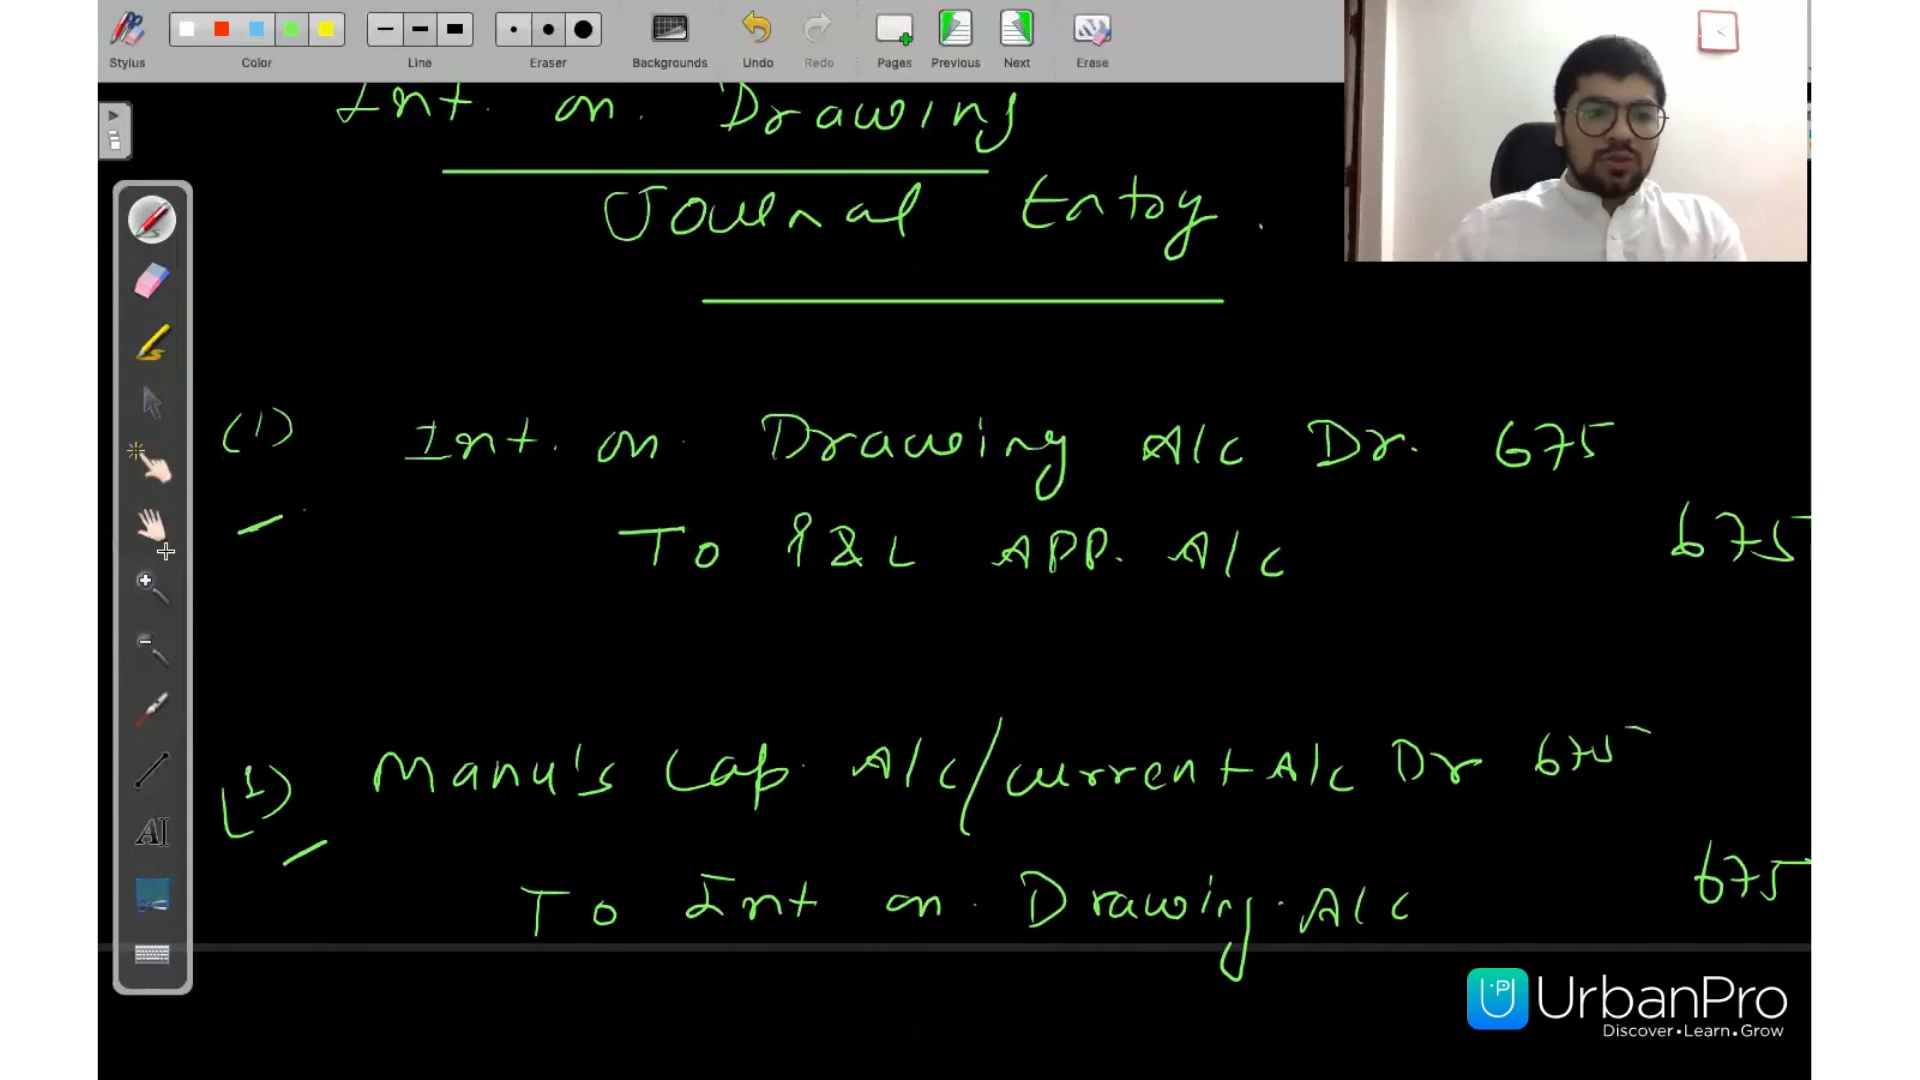 Stylus Color Line Eraser Backgrounds Undo Redo Pages Previous Next Erase
Int. on. Drawing
Journal Entry.
(1) Int. on. Drawing A/c Dr. 675
To P&L APP. A/c 675
(1) Manu's Cap. A/c/current A/c Dr 675
To Int on. Drawing. A/c 675
AI
UrbanPro
Discover•Learn•Grow